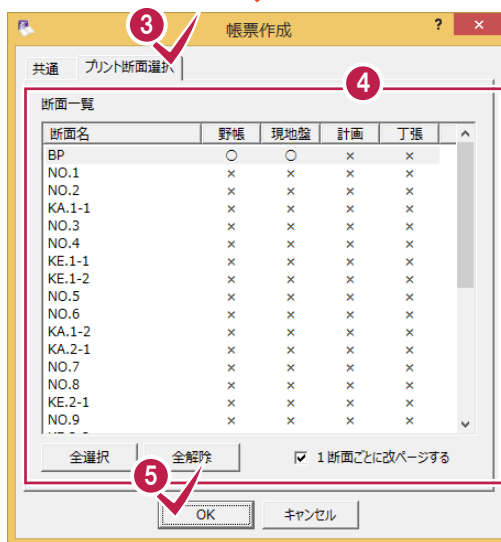 3
帳票作成
? ×
共通 プリント断面選択
4
断面一覧
断面名 野帳 現地盤 計画 丁張
BP ○ ○ × ×
NO.1 × × × ×
NO.2 × × × ×
KA.1-1 × × × ×
NO.3 × × × ×
NO.4 × × × ×
KE.1-1 × × × ×
KE.1-2 × × × ×
NO.5 × × × ×
NO.6 × × × ×
KA.1-2 × × × ×
KA.2-1 × × × ×
NO.7 × × × ×
NO.8 × × × ×
KE.2-1 × × × ×
NO.9 × × × ×
全選択 全解除 1断面ごとに改ページする
5
OK キャンセル